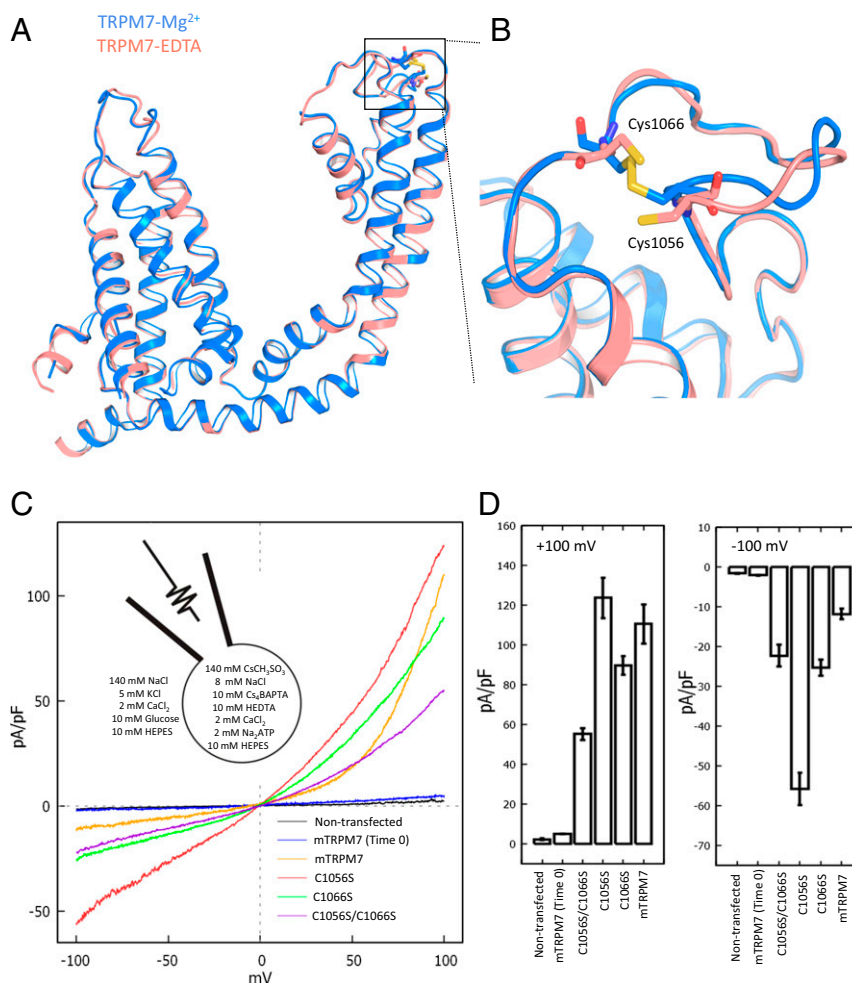 A
TRPM7-Mg²⁺
TRPM7-EDTA
B
Cys1066
Cys1056
C
pA/pF
100
50
0
-50
140 mM NaCl
5 mM KCl
2 mM CaCl₂
10 mM Glucose
10 mM HEPES
140 mM CsCH₃SO₃
8 mM NaCl
10 mM Cs₄BAPTA
10 mM HEDTA
2 mM CaCl₂
2 mM Na₂ATP
10 mM HEPES
Non-transfected
mTRPM7 (Time 0)
mTRPM7
C1056S
C1066S
C1056S/C1066S
-100 -50 0 50 100
mV
D
+100 mV
pA/pF
160
140
120
100
80
60
40
20
0
Non-transfected
mTRPM7 (Time 0)
C1056S/C1066S
C1056S
C1066S
mTRPM7
-100 mV
pA/pF
10
0
-10
-20
-30
-40
-50
-60
-70
Non-transfected
mTRPM7 (Time 0)
C1056S/C1066S
C1056S
C1066S
mTRPM7